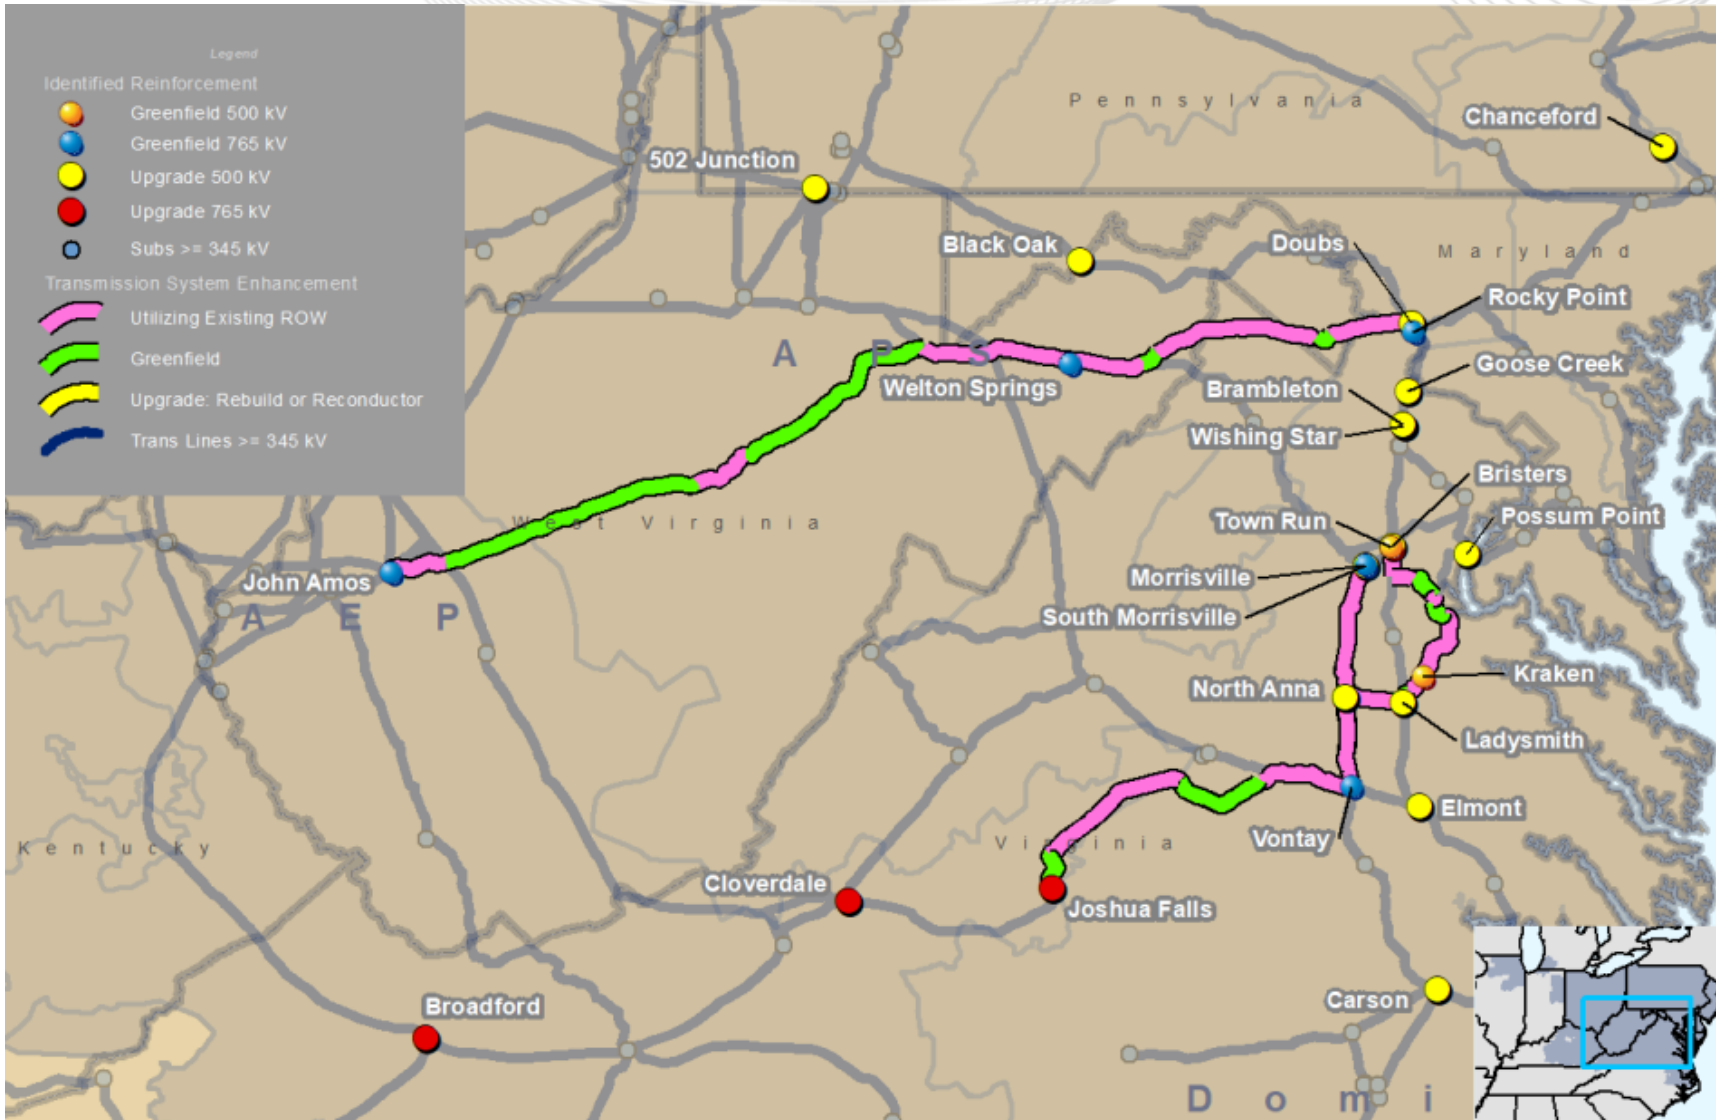 Legend
Identified Reinforcement
Greenfield 500 kV
Greenfield 765 kV
Upgrade 500 kV
Upgrade 765 kV
Subs >= 345 kV
Transmission System Enhancement
Utilizing Existing ROW
Greenfield
Upgrade: Rebuild or Reconductor
Trans Lines >= 345 kV
Pennsylvania
Chanceford
502 Junction
Black Oak
Doubs
Maryland
Rocky Point
A P S
Welton Springs
Goose Creek
Brambleton
Wishing Star
Bristers
West Virginia
Town Run
Possum Point
John Amos
Morrisville
A E P
South Morrisville
North Anna
Kraken
Ladysmith
Elmont
Kentucky
Virginia
Vontay
Cloverdale
Joshua Falls
Broadford
Carson
D o m i